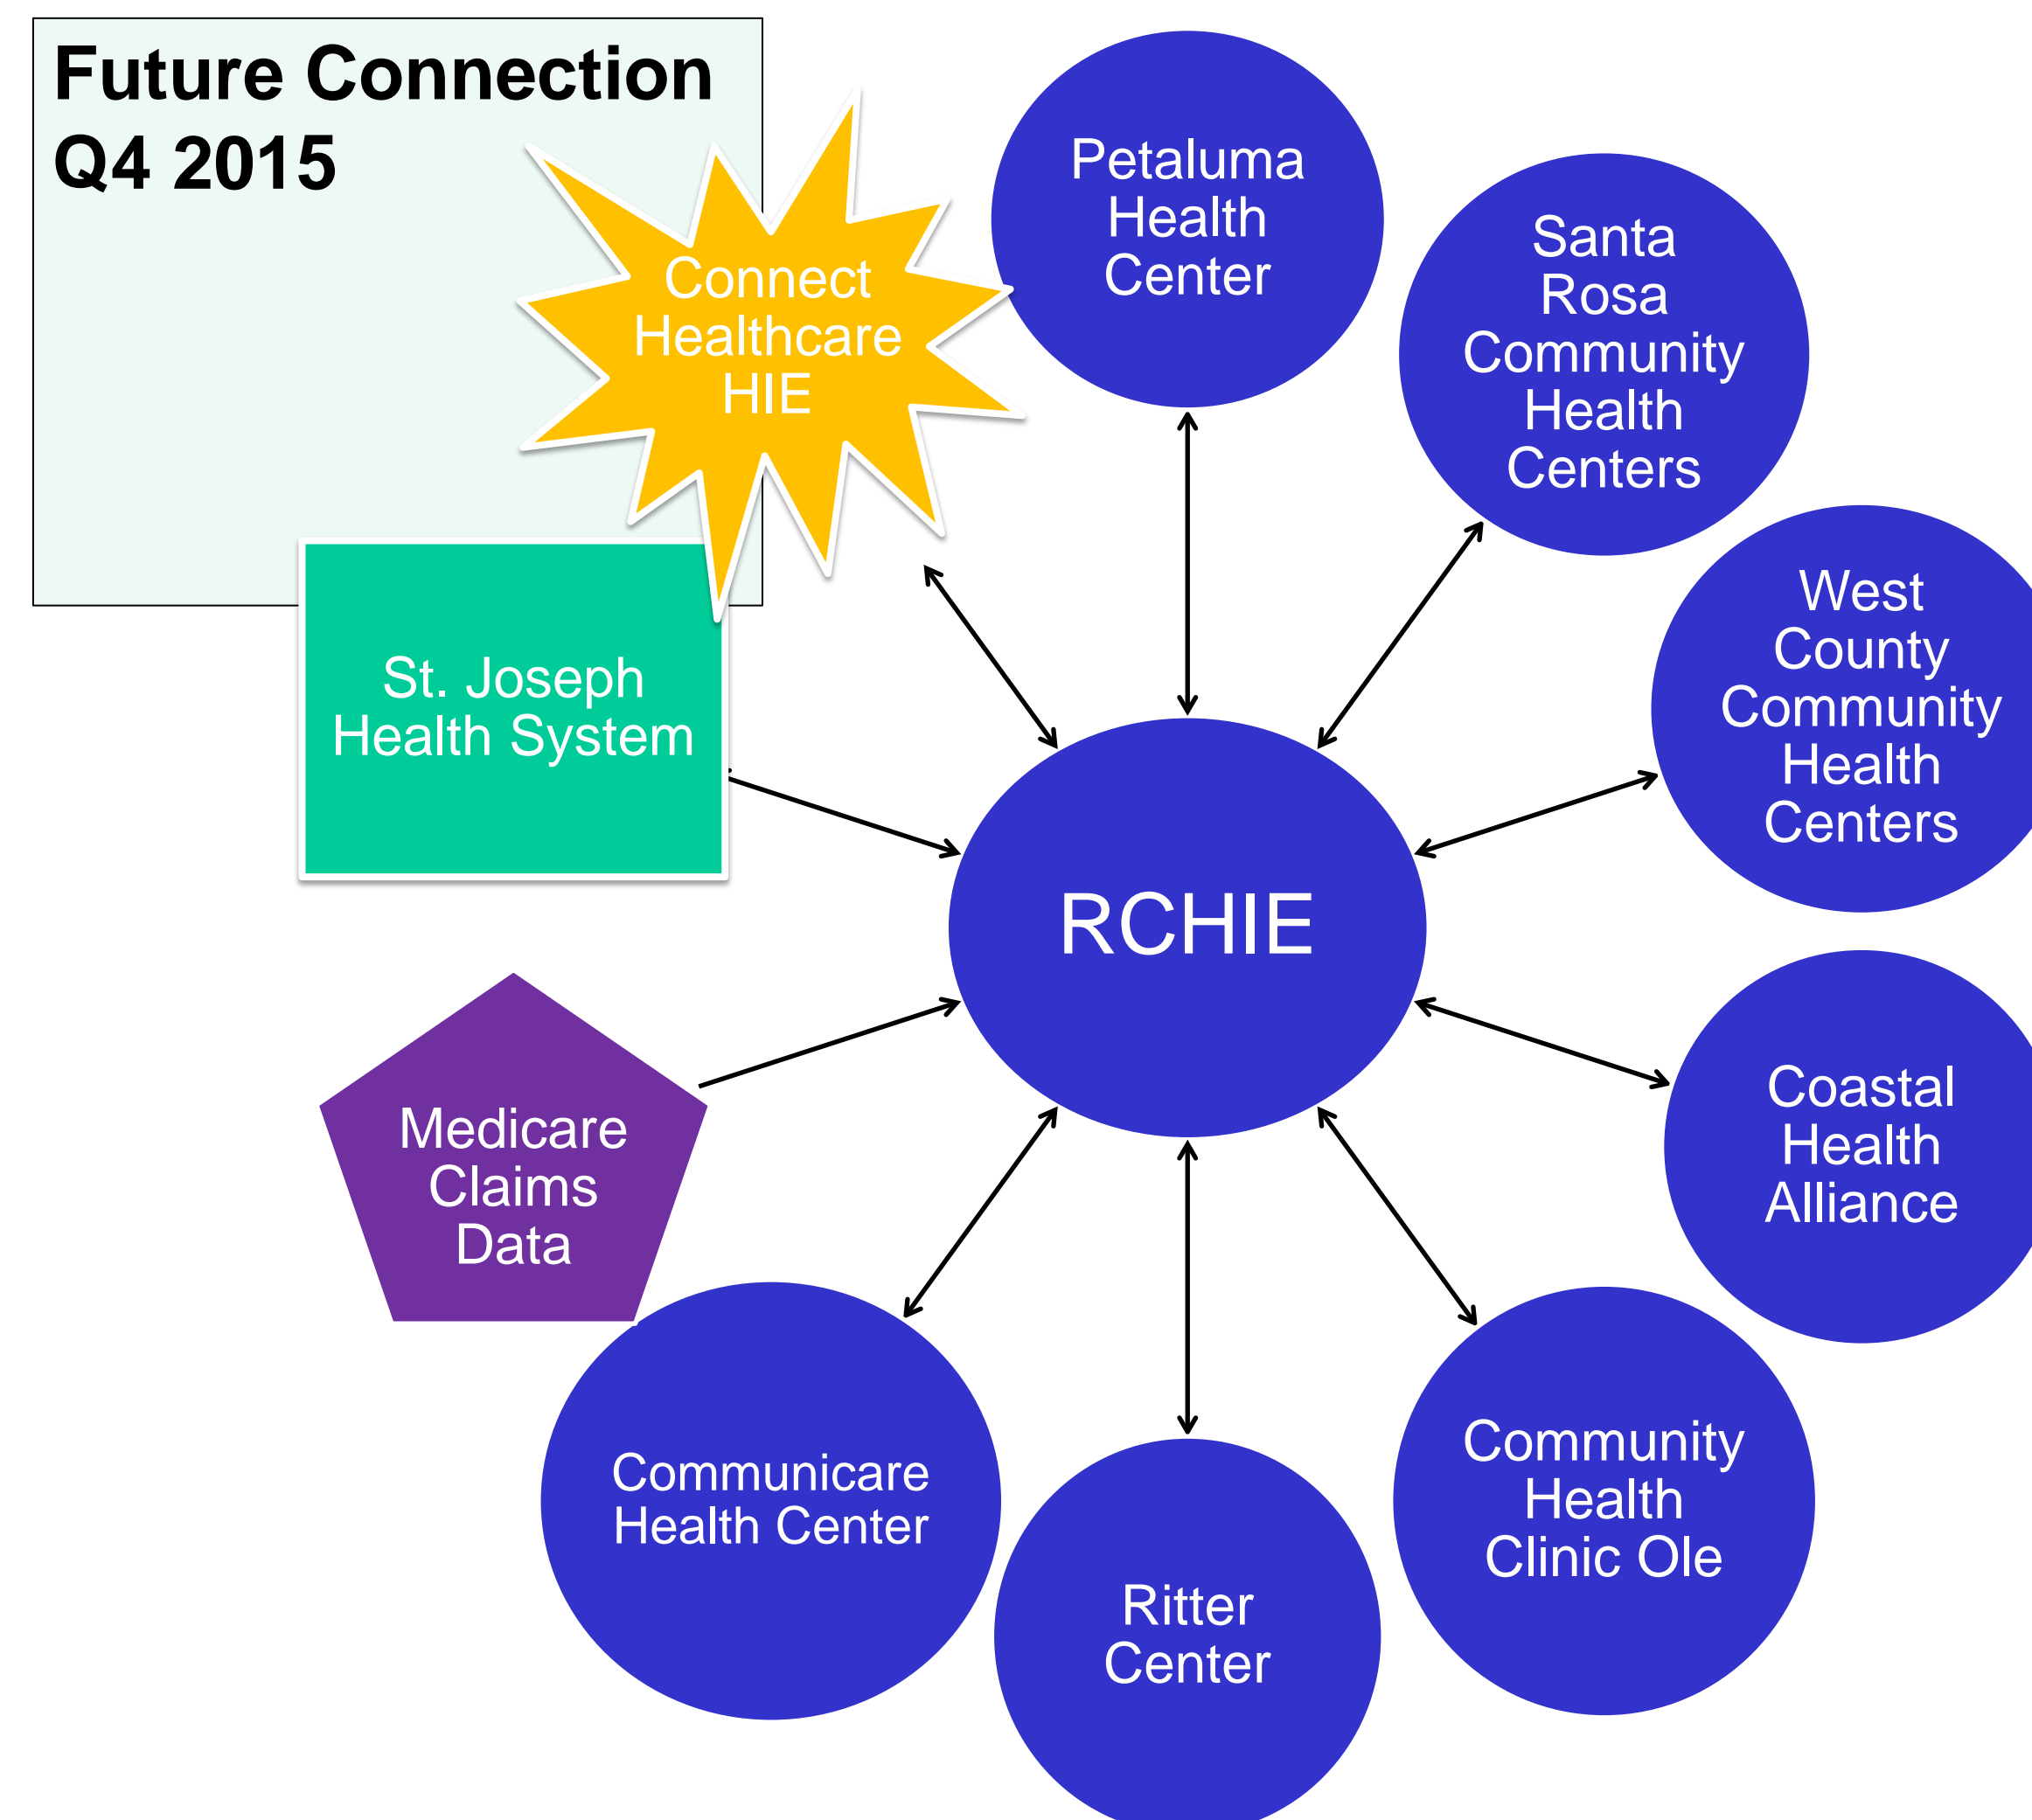 Future Connection
Q4 2015
Connect
Healthcare
HIE
Petaluma
Health
Center
Santa
Rosa
Community
Health
Centers
West
County
Community
Health
Centers
St. Joseph
Health System
RCHIE
Coastal
Health
Alliance
Medicare
Claims
Data
Community
Health
Clinic Ole
Communicare
Health Center
Ritter
Center